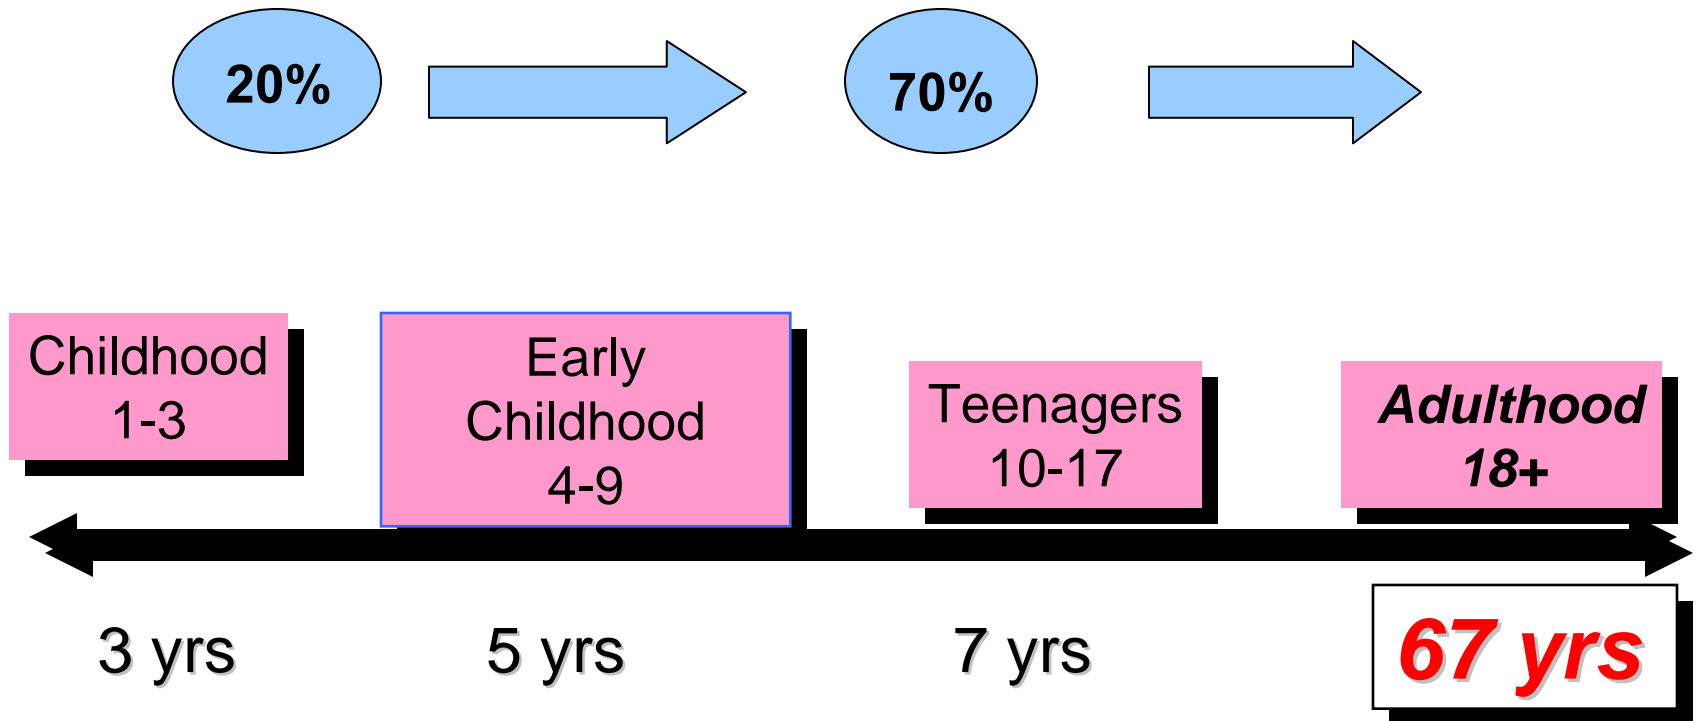 20%
70%
Childhood
1-3
Early
Childhood
4-9
Teenagers
10-17
Adulthood
18+
3 yrs
5 yrs
7 yrs
67 yrs